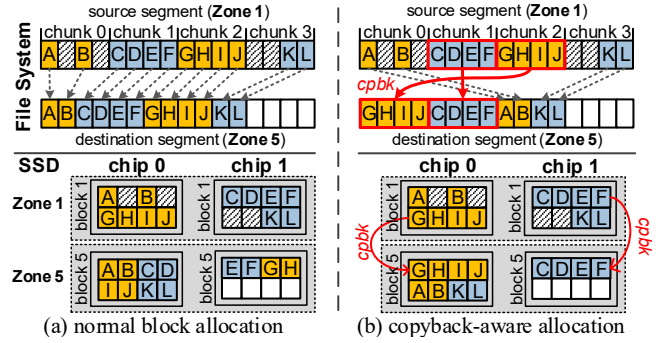 source segment (Zone 1)
chunk 0 chunk 1 chunk 2 chunk 3
A B C D E F G H I J K L
File System
A B C D E F G H I J K L
destination segment (Zone 5)
SSD chip 0 chip 1
Zone 1
block 1
A B
G H I J
block 1
C D E F
K L
Zone 5
block 5
A B C D
I J K L
block 5
E F G H
(a) normal block allocation
source segment (Zone 1)
chunk 0 chunk 1 chunk 2 chunk 3
A B C D E F G H I J K L
cpbk
G H I J C D E F A B K L
destination segment (Zone 5)
chip 0 chip 1
block 1
A B
G H I J
block 1
C D E F
K L
cpbk
cpbk
block 5
G H I J
A B K L
block 5
C D E F
(b) copyback-aware allocation